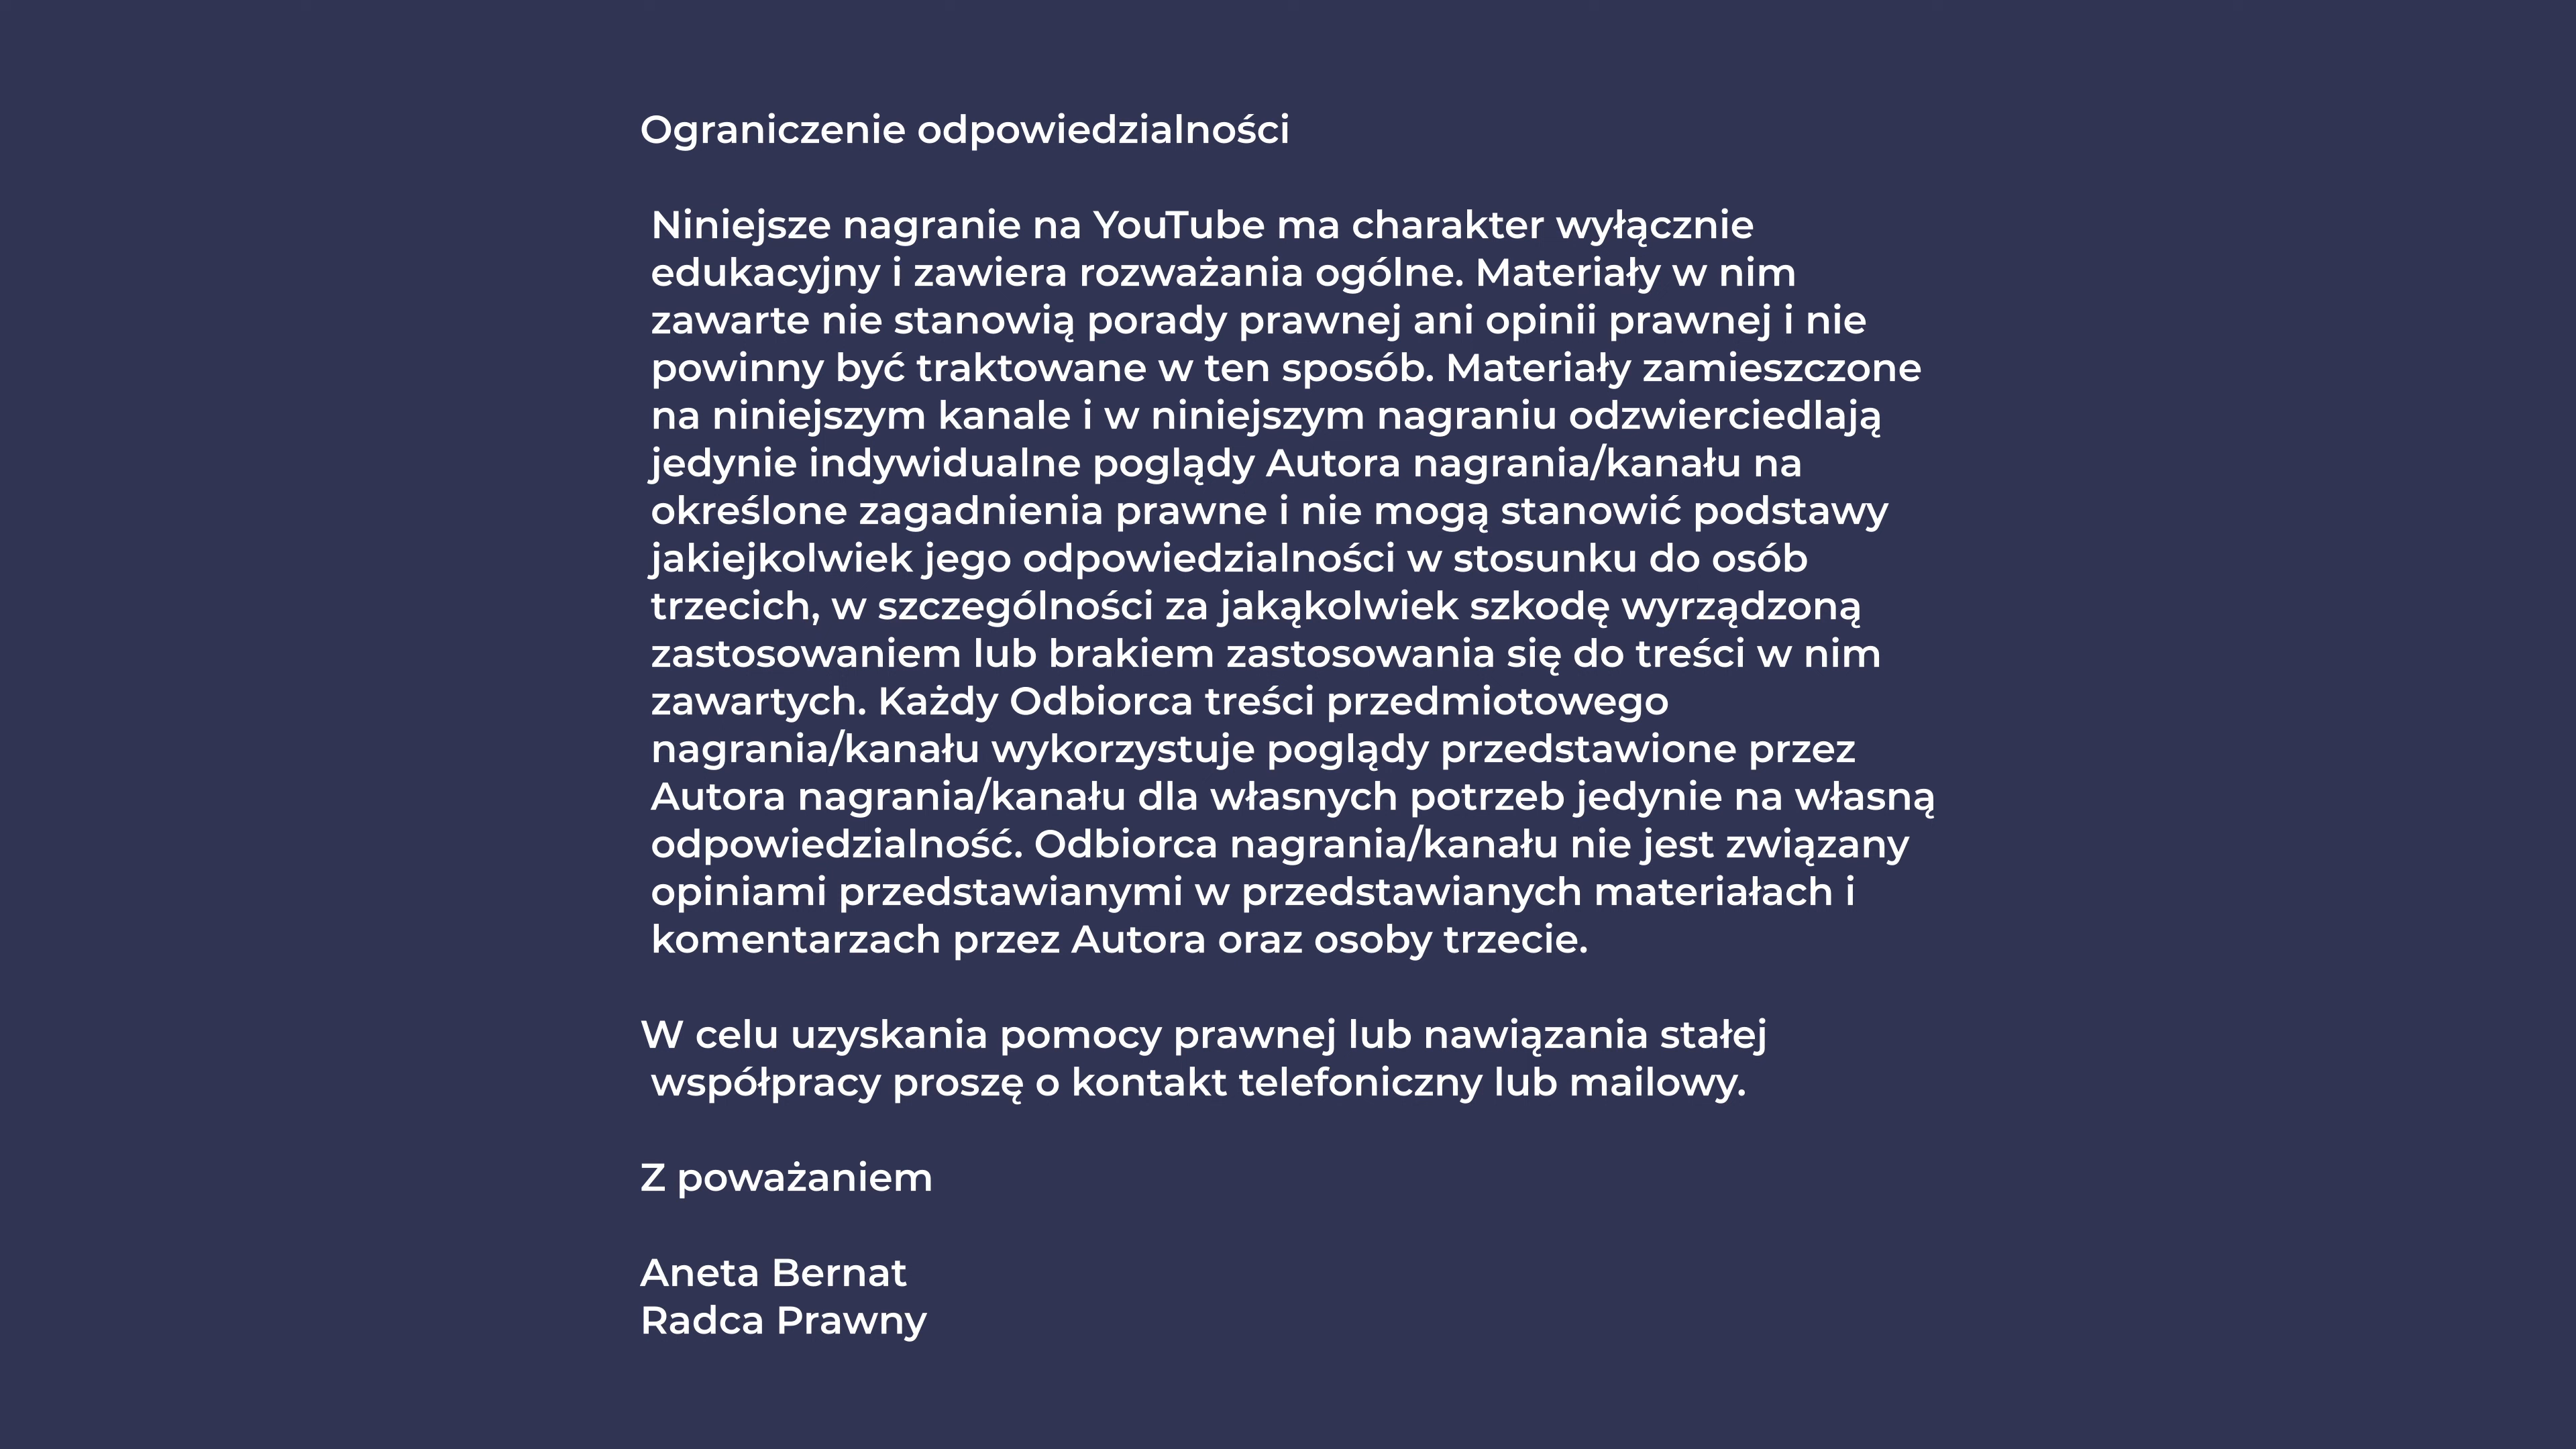 Ograniczenie odpowiedzialności
Niniejsze nagranie na YouTube ma charakter wyłącznie
edukacyjny i zawiera rozważania ogólne. Materiały w nim
zawarte nie stanowią porady prawnej ani opinii prawnej i nie
powinny być traktowane w ten sposób. Materiały zamieszczone
na niniejszym kanale i w niniejszym nagraniu odzwierciedlają
jedynie indywidualne poglądy Autora nagrania/kanału na
określone zagadnienia prawne i nie mogą stanowić podstawy
jakiejkolwiek jego odpowiedzialności w stosunku do osób
trzecich, w szczególności za jakąkolwiek szkodę wyrządzoną
zastosowaniem lub brakiem zastosowania się do treści w nim
zawartych. Każdy Odbiorca treści przedmiotowego
nagrania/kanału wykorzystuje poglądy przedstawione przez
Autora nagrania/kanału dla własnych potrzeb jedynie na własną
odpowiedzialność. Odbiorca nagrania/kanału nie jest związany
opiniami przedstawianymi w przedstawianych materiałach i
komentarzach przez Autora oraz osoby trzecie.
W celu uzyskania pomocy prawnej lub nawiązania stałej
współpracy proszę o kontakt telefoniczny lub mailowy.
Z poważaniem
Aneta Bernat
Radca Prawny